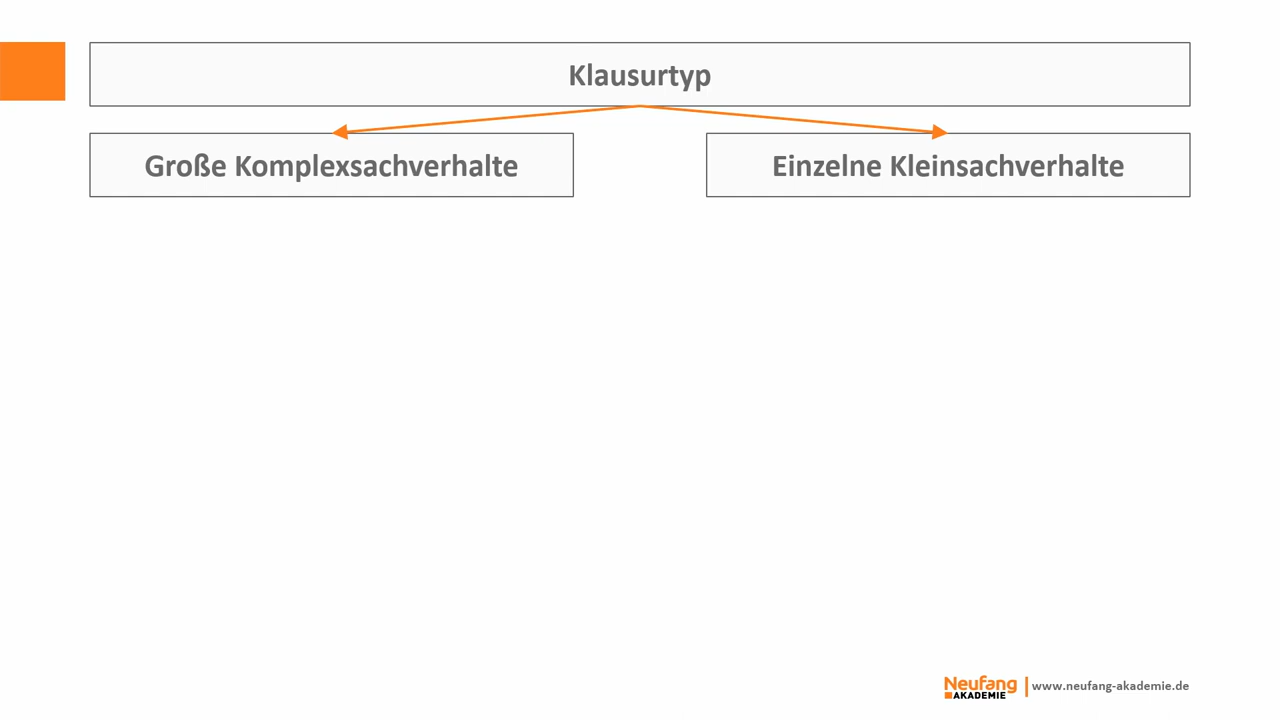 Klausurtyp
Große Komplexsachverhalte
Einzelne Kleinsachverhalte
Neufang
AKADEMIE
www.neufang-akademie.de